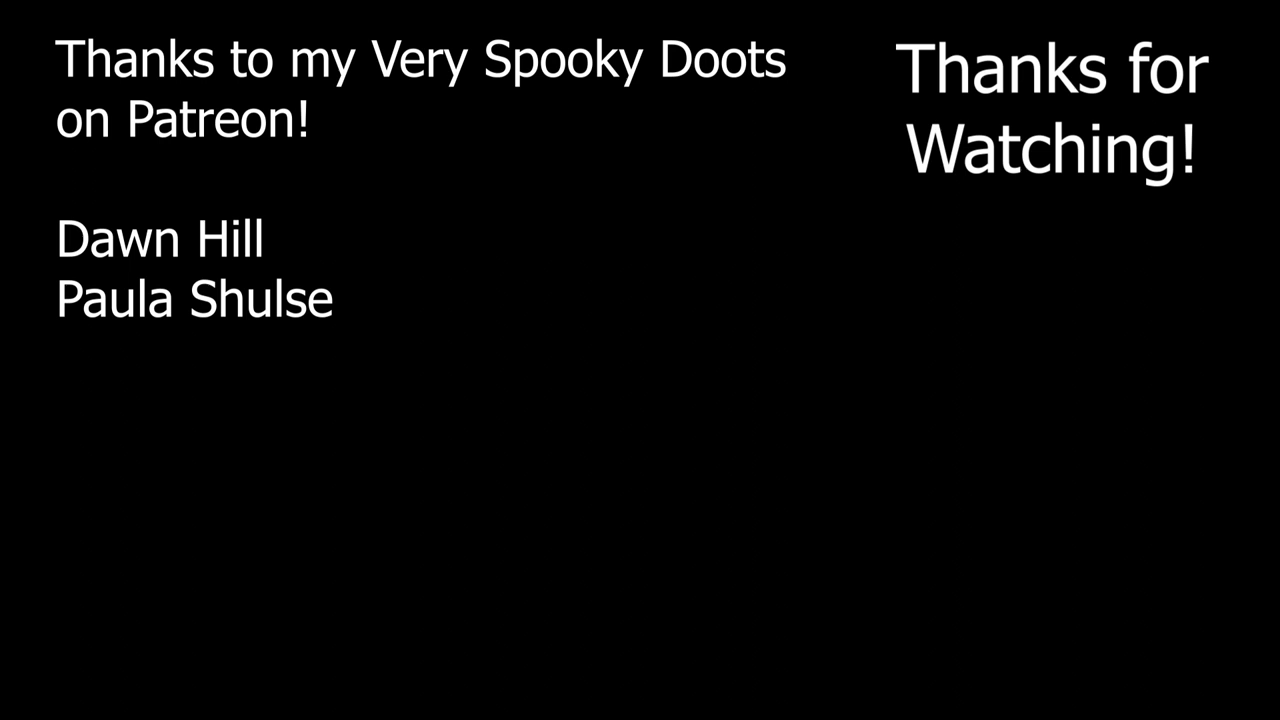 Thanks to my Very Spooky Doots
on Patreon!
Dawn Hill
Paula Shulse
Thanks for
Watching!